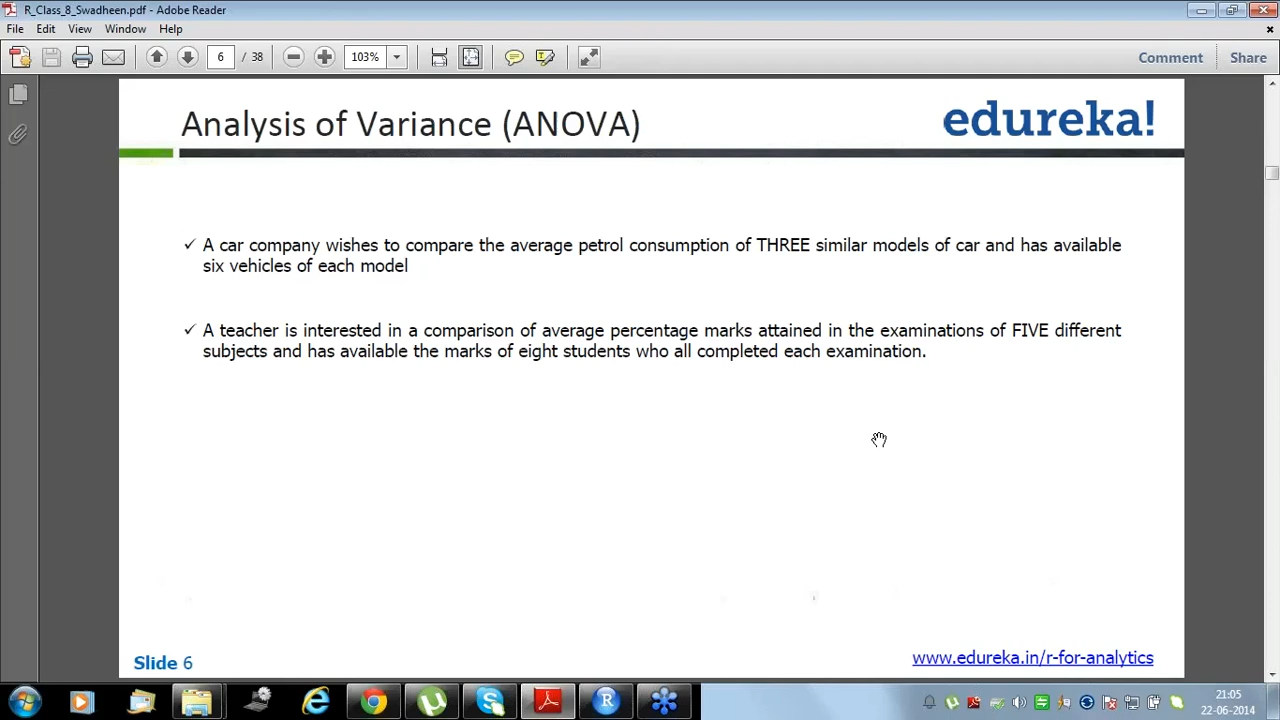 R_Class_8_Swadheen.pdf - Adobe Reader
File Edit View Window Help
6 / 38 103% Comment Share
Analysis of Variance (ANOVA)
edureka!
✓ A car company wishes to compare the average petrol consumption of THREE similar models of car and has available
six vehicles of each model
✓ A teacher is interested in a comparison of average percentage marks attained in the examinations of FIVE different
subjects and has available the marks of eight students who all completed each examination.
Slide 6
www.edureka.in/r-for-analytics
21:05
22-06-2014